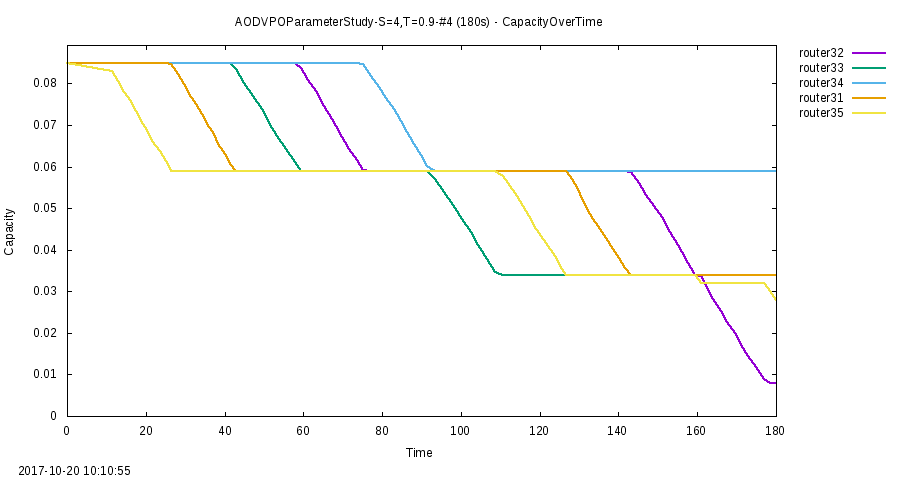 AODVPOParameterStudy-S=4,T=0.9-#4 (180s) - CapacityOverTime
router32
router33
router34
router31
router35
0.08
0.07
0.06
0.05
0.04
0.03
0.02
0.01
0
Capacity
0 20 40 60 80 100 120 140 160 180
Time
2017-10-20 10:10:55